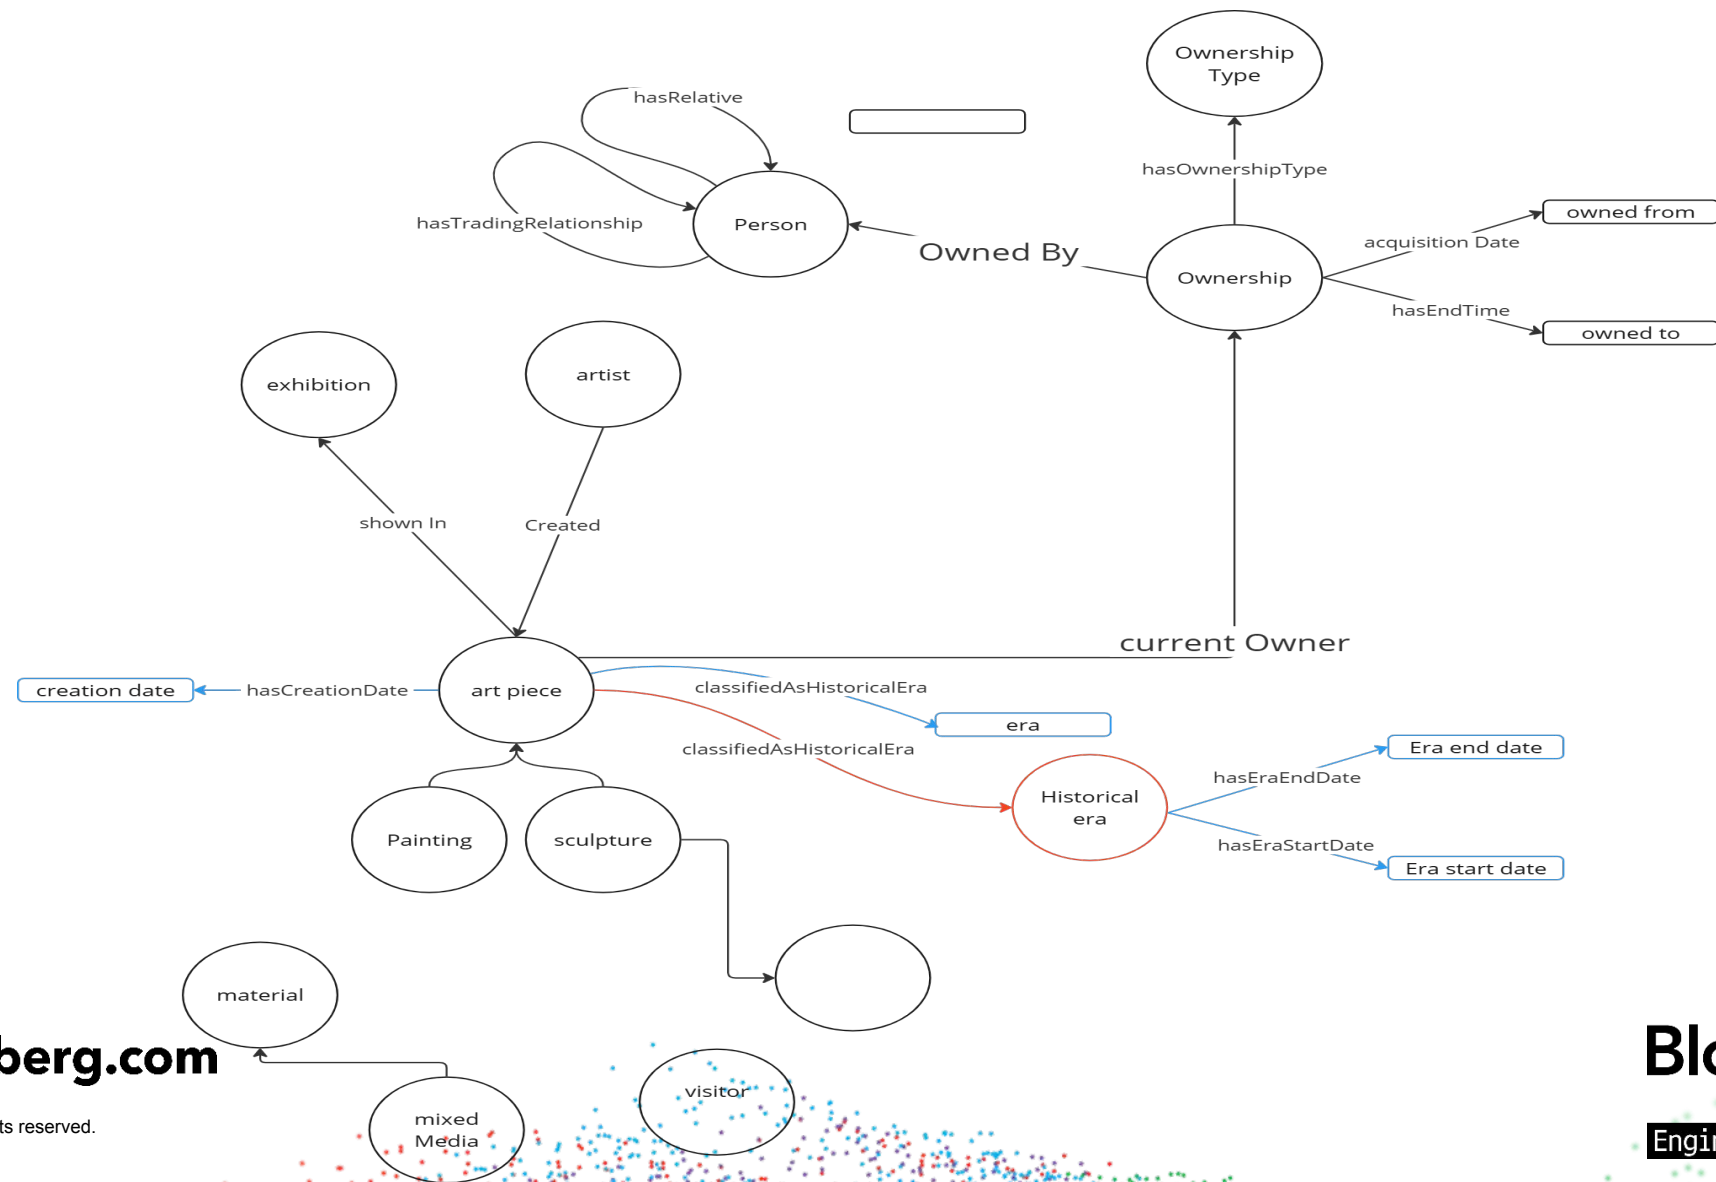 Ownership
Type
hasRelative
hasOwnershipType
owned from
hasTradingRelationship
Person
acquisition Date
Owned By
Ownership
hasEndTime
owned to
exhibition
artist
shown In
Created
current Owner
creation date
hasCreationDate
art piece
classifiedAsHistoricalEra
era
classifiedAsHistoricalEra
Era end date
hasEraEndDate
Historical
era
Painting
sculpture
hasEraStartDate
Era start date
material
berg.com
Blo
visitor
mixed
Media
ts reserved.
Engin